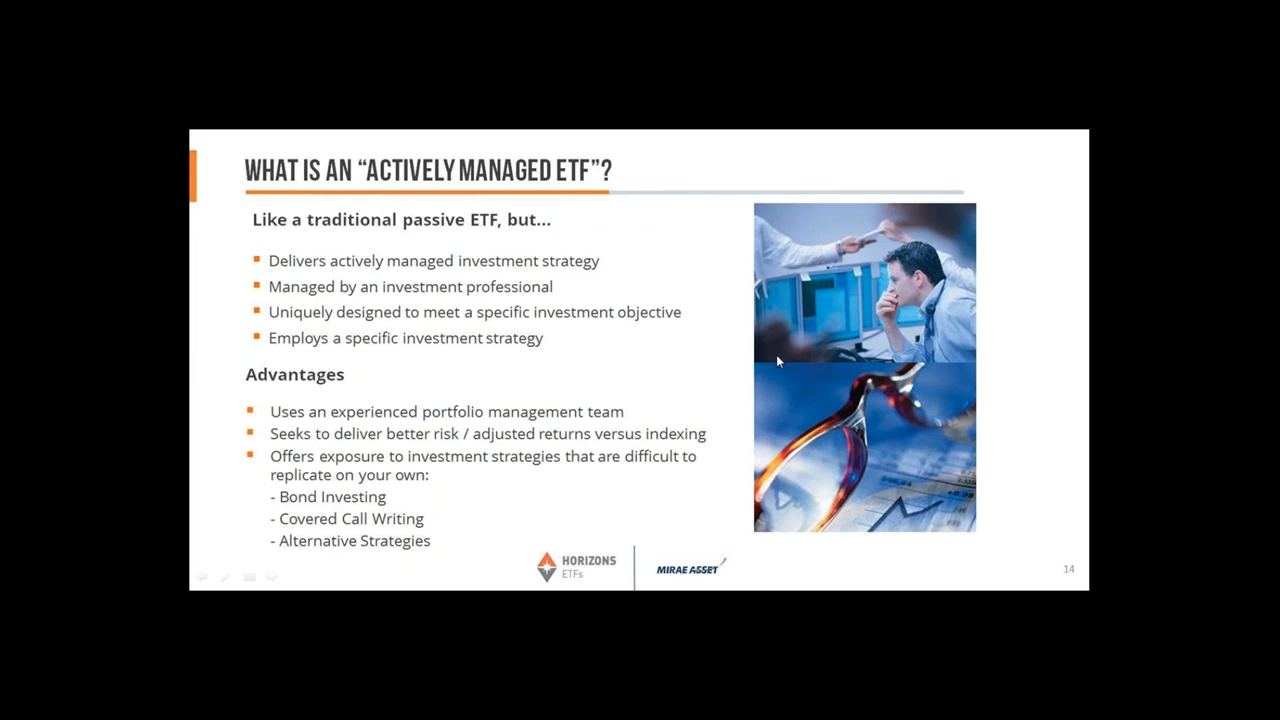 WHAT IS AN “ACTIVELY MANAGED ETF”?
Like a traditional passive ETF, but...
Delivers actively managed investment strategy
Managed by an investment professional
Uniquely designed to meet a specific investment objective
Employs a specific investment strategy
Advantages
Uses an experienced portfolio management team
Seeks to deliver better risk / adjusted returns versus indexing
Offers exposure to investment strategies that are difficult to
replicate on your own:
- Bond Investing
- Covered Call Writing
- Alternative Strategies
HORIZONS
ETFs
MIRAE ASSET
14